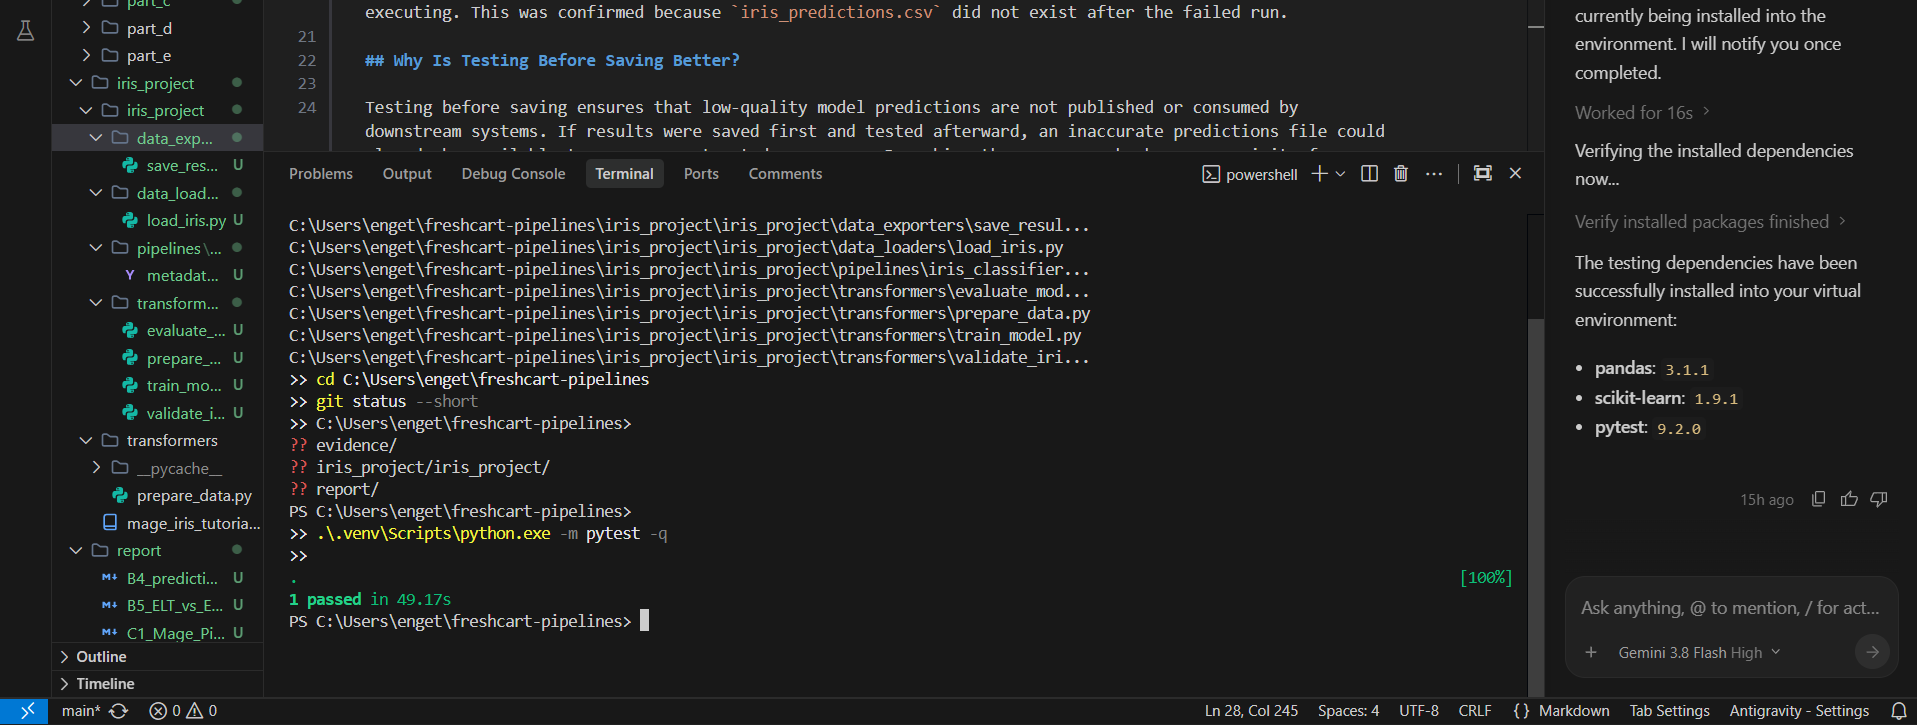 part_c
part_d
part_e
iris_project
iris_project
data_exp...
save_res... U
data_load...
load_iris.py U
pipelines\...
metadat... U
transform...
evaluate_... U
prepare_... U
train_mo... U
validate_i... U
transformers
__pycache__
prepare_data.py
mage_iris_tutoria...
report
B4_predicti... U
B5_ELT_vs_E... U
C1_Mage_Pi... U
Outline
Timeline
executing. This was confirmed because `iris_predictions.csv` did not exist after the failed run.
21
22 ## Why Is Testing Before Saving Better?
23
24 Testing before saving ensures that low-quality model predictions are not published or consumed by
downstream systems. If results were saved first and tested afterward, an inaccurate predictions file could
Problems Output Debug Console Terminal Ports Comments
powershell
C:\Users\enget\freshcart-pipelines\iris_project\iris_project\data_exporters\save_resul...
C:\Users\enget\freshcart-pipelines\iris_project\iris_project\data_loaders\load_iris.py
C:\Users\enget\freshcart-pipelines\iris_project\iris_project\pipelines\iris_classifier...
C:\Users\enget\freshcart-pipelines\iris_project\iris_project\transformers\evaluate_mod...
C:\Users\enget\freshcart-pipelines\iris_project\iris_project\transformers\prepare_data.py
C:\Users\enget\freshcart-pipelines\iris_project\iris_project\transformers\train_model.py
C:\Users\enget\freshcart-pipelines\iris_project\iris_project\transformers\validate_iri...
>> cd C:\Users\enget\freshcart-pipelines
>> git status --short
>> C:\Users\enget\freshcart-pipelines>
?? evidence/
?? iris_project/iris_project/
?? report/
PS C:\Users\enget\freshcart-pipelines>
>> .\.venv\Scripts\python.exe -m pytest -q
>>
. [100%]
1 passed in 49.17s
PS C:\Users\enget\freshcart-pipelines>
currently being installed into the
environment. I will notify you once
completed.
Worked for 16s >
Verifying the installed dependencies
now...
Verify installed packages finished >
The testing dependencies have been
successfully installed into your virtual
environment:
• pandas: 3.1.1
• scikit-learn: 1.9.1
• pytest: 9.2.0
15h ago
Ask anything, @ to mention, / for act...
Gemini 3.8 Flash High
main* 0 0 Ln 28, Col 245 Spaces: 4 UTF-8 CRLF {} Markdown Tab Settings Antigravity - Settings